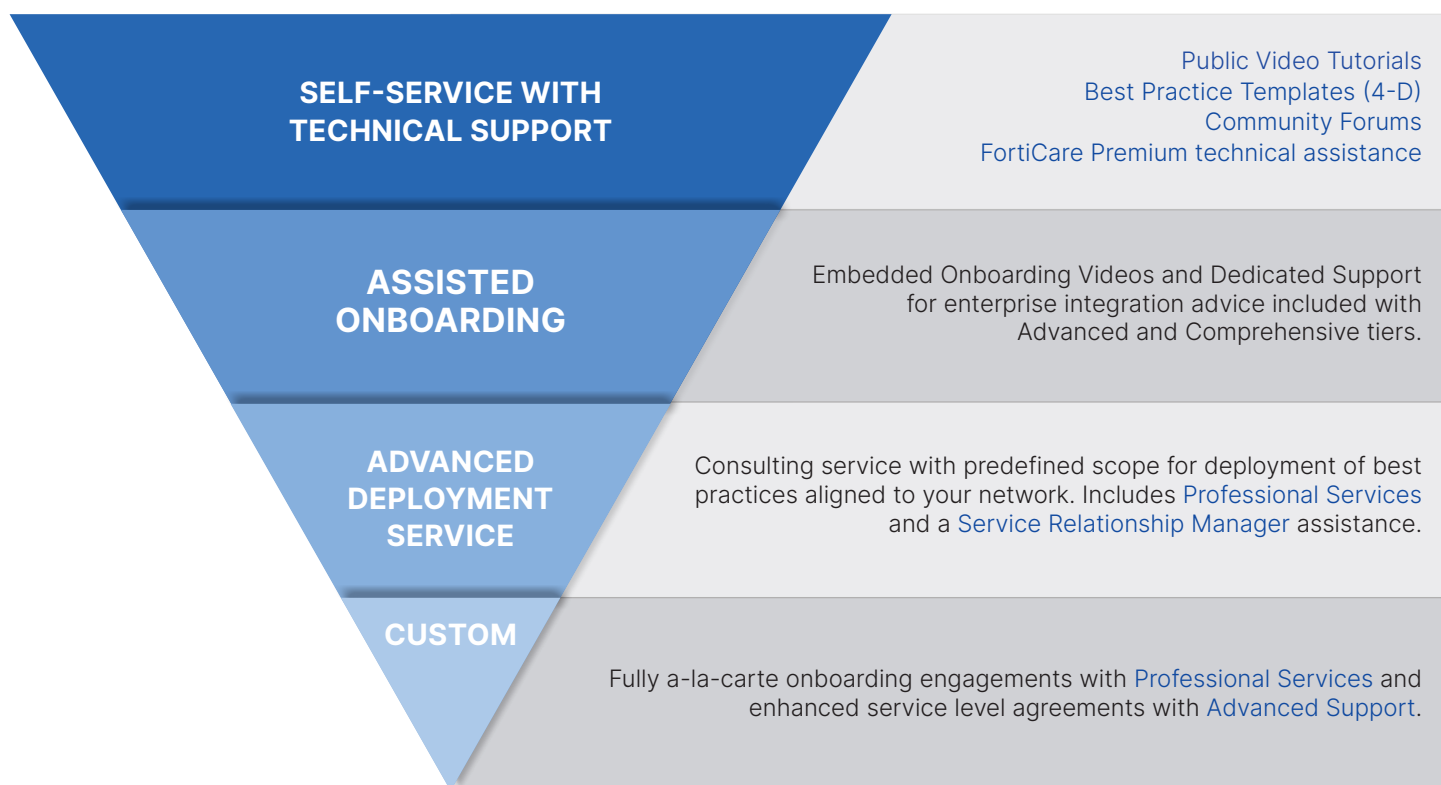 SELF-SERVICE WITH
TECHNICAL SUPPORT
Public Video Tutorials
Best Practice Templates (4-D)
Community Forums
FortiCare Premium technical assistance
ASSISTED
ONBOARDING
Embedded Onboarding Videos and Dedicated Support
for enterprise integration advice included with
Advanced and Comprehensive tiers.
ADVANCED
DEPLOYMENT
SERVICE
Consulting service with predefined scope for deployment of best
practices aligned to your network. Includes Professional Services
and a Service Relationship Manager assistance.
CUSTOM
Fully a-la-carte onboarding engagements with Professional Services and
enhanced service level agreements with Advanced Support.